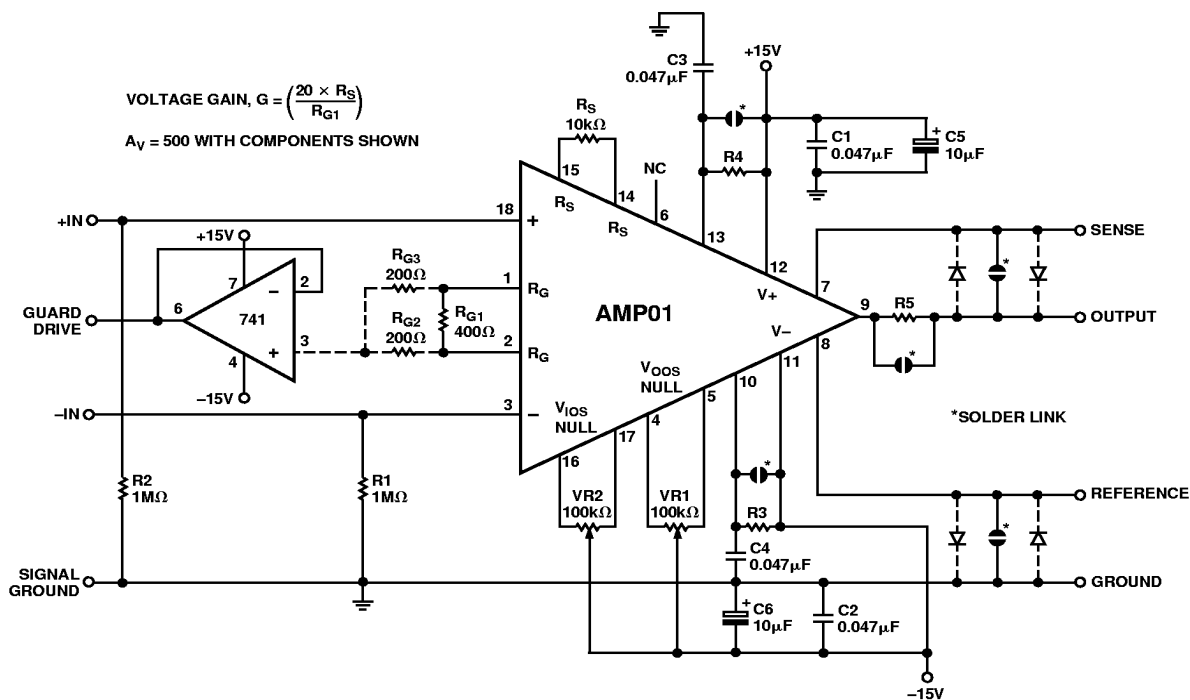 VOLTAGE GAIN, G = (20 × RS / RG1)
AV = 500 WITH COMPONENTS SHOWN
C3
0.047µF
+15V
*
R4
C1
0.047µF
+
C5
10µF
RS
10kΩ
15
14
RS
RS
NC
6
13
12
+IN
18
+
+15V
7
2
−
6
741
3
+
4
−15V
GUARD
DRIVE
RG3
200Ω
RG2
200Ω
RG1
400Ω
1
RG
2
RG
AMP01
V+
V−
7
9
R5
*
8
11
10
SENSE
*
OUTPUT
−IN
3
−
VIOS
NULL
VOOS
NULL
16
17
4
5
*SOLDER LINK
R2
1MΩ
R1
1MΩ
VR2
100kΩ
VR1
100kΩ
*
R3
C4
0.047µF
REFERENCE
*
SIGNAL
GROUND
GROUND
+
C6
10µF
C2
0.047µF
−15V